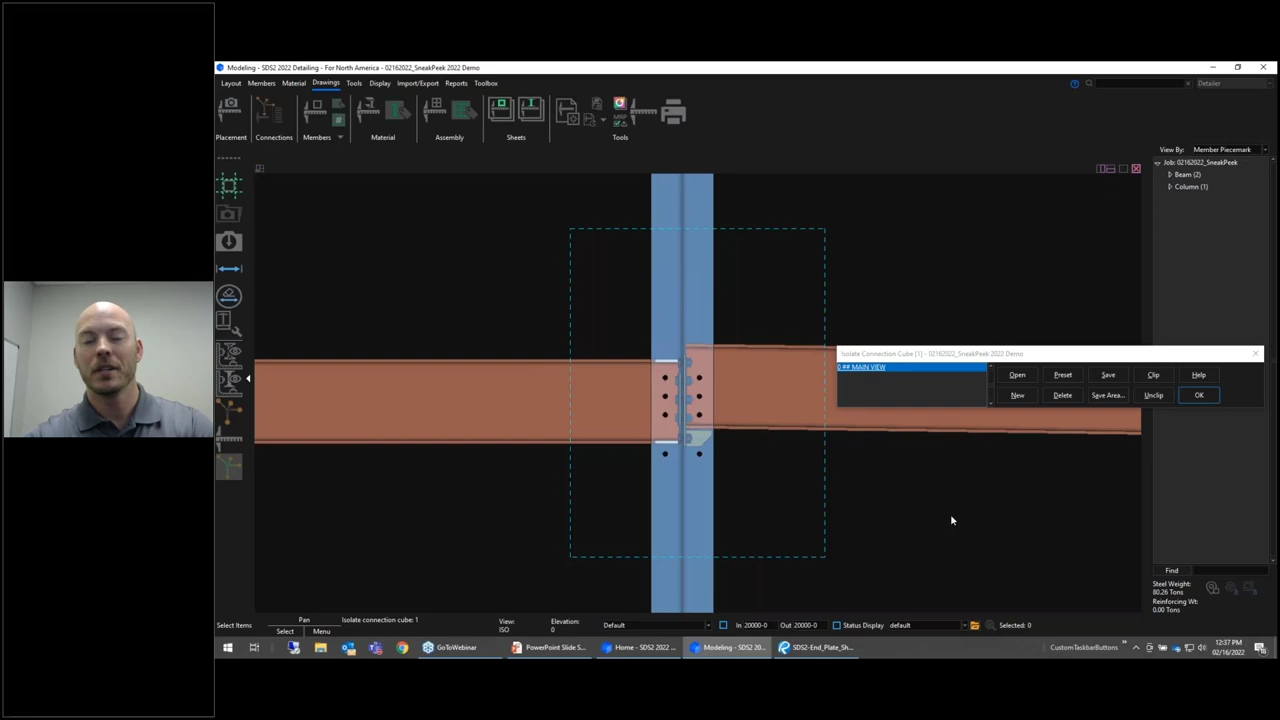 Modeling - SDS2 2022 Detailing - For North America - 02162022_SneakPeek 2022 Demo
Layout Members Material Drawings Tools Display Import/Export Reports Toolbox
Detailer
Placement Connections Members Material Assembly Sheets Tools
View By: Member Piecemark
Job: 02162022_SneakPeek
Beam (2)
Column (1)
Isolate Connection Cube [1] - 02162022_SneakPeek 2022 Demo
0 ## MAIN VIEW
Open Preset Save Clip Help
New Delete Save Area... Unclip OK
Find
Steel Weight:
80.26 Tons
Reinforcing Wt:
0.00 Tons
Pan
Isolate connection cube: 1
View:
Elevation:
Select Items Select Menu
ISO
0
Default In 20000-0 Out 20000-0 Status Display default Selected: 0
GoToWebinar PowerPoint Slide S... Home - SDS2 2022 ... Modeling - SDS2 20... SDS2-End_Plate_Sh... CustomTaskbarButtons
12:37 PM
02/16/2022